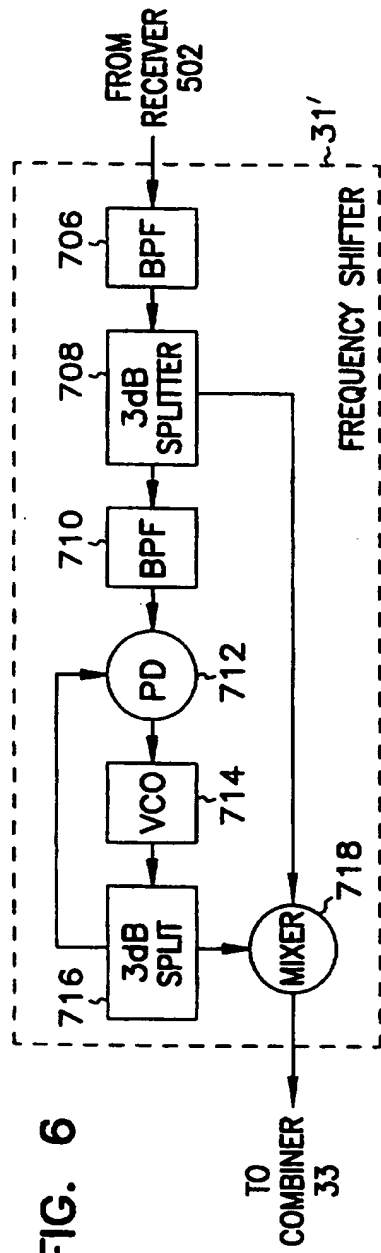 FIG. 6
FROM
RECEIVER
502
31'
FREQUENCY SHIFTER
706
BPF
708
3dB
SPLITTER
710
BPF
PD
712
VCO
714
716
3dB
SPLIT
MIXER
718
TO
COMBINER
33